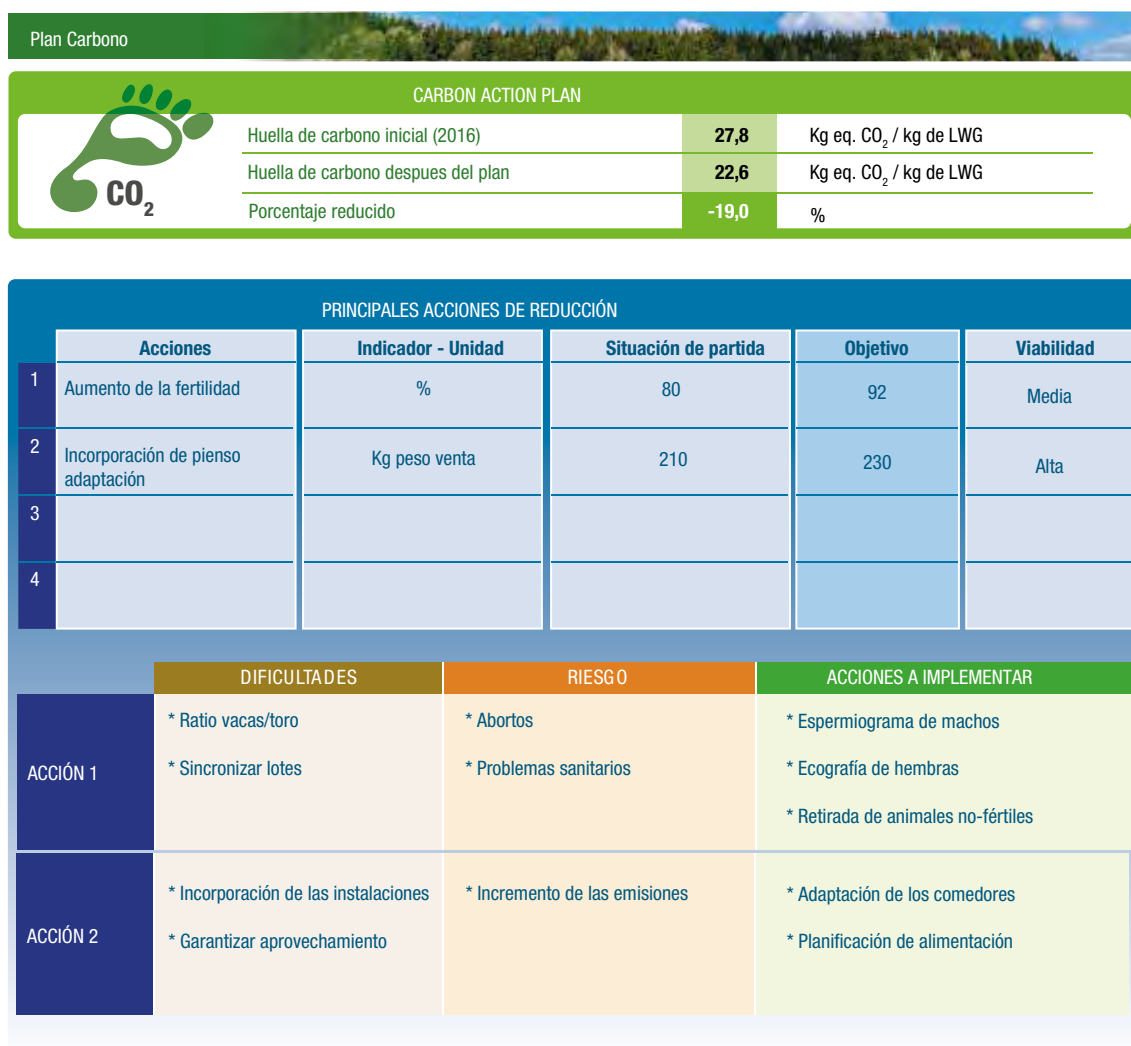 Plan Carbono
CARBON ACTION PLAN
CO2
Huella de carbono inicial (2016) 27,8 Kg eq. CO2 / kg de LWG
Huella de carbono despues del plan 22,6 Kg eq. CO2 / kg de LWG
Porcentaje reducido -19,0 %
PRINCIPALES ACCIONES DE REDUCCIÓN
Acciones Indicador - Unidad Situación de partida Objetivo Viabilidad
1 Aumento de la fertilidad % 80 92 Media
2 Incorporación de pienso
adaptación Kg peso venta 210 230 Alta
3
4
DIFICULTADES RIESGO ACCIONES A IMPLEMENTAR
ACCIÓN 1
* Ratio vacas/toro
* Sincronizar lotes
* Abortos
* Problemas sanitarios
* Espermiograma de machos
* Ecografía de hembras
* Retirada de animales no-fértiles
ACCIÓN 2
* Incorporación de las instalaciones
* Garantizar aprovechamiento
* Incremento de las emisiones
* Adaptación de los comedores
* Planificación de alimentación